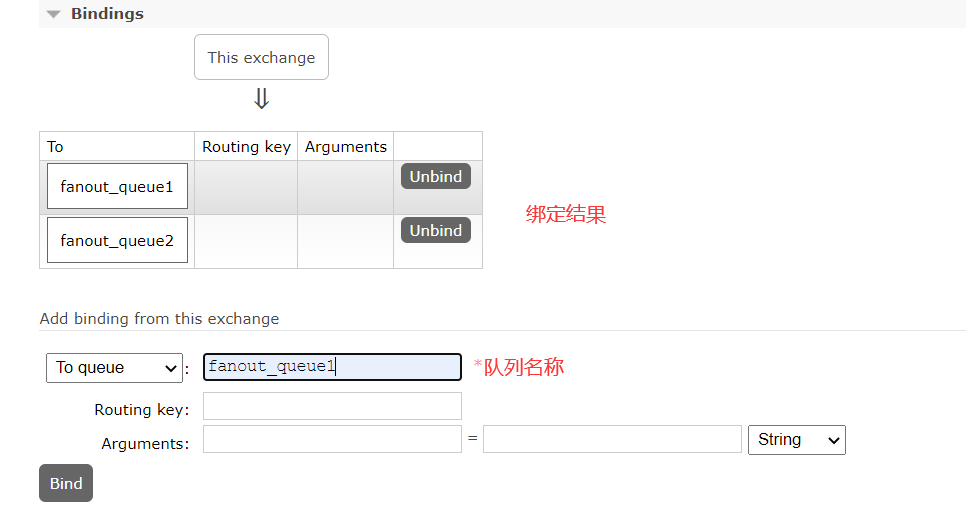 Bindings
This exchange
⇓
To Routing key Arguments
fanout_queue1 Unbind
fanout_queue2 Unbind
绑定结果
Add binding from this exchange
To queue : fanout_queue1 *队列名称
Routing key:
Arguments: = String
Bind